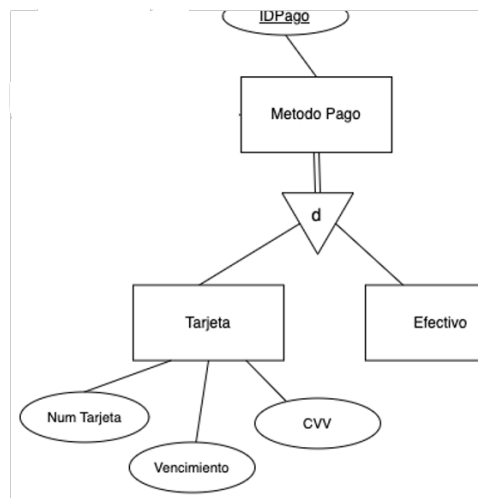 IDPago
Metodo Pago
d
Tarjeta
Efectivo
Num Tarjeta
CVV
Vencimiento